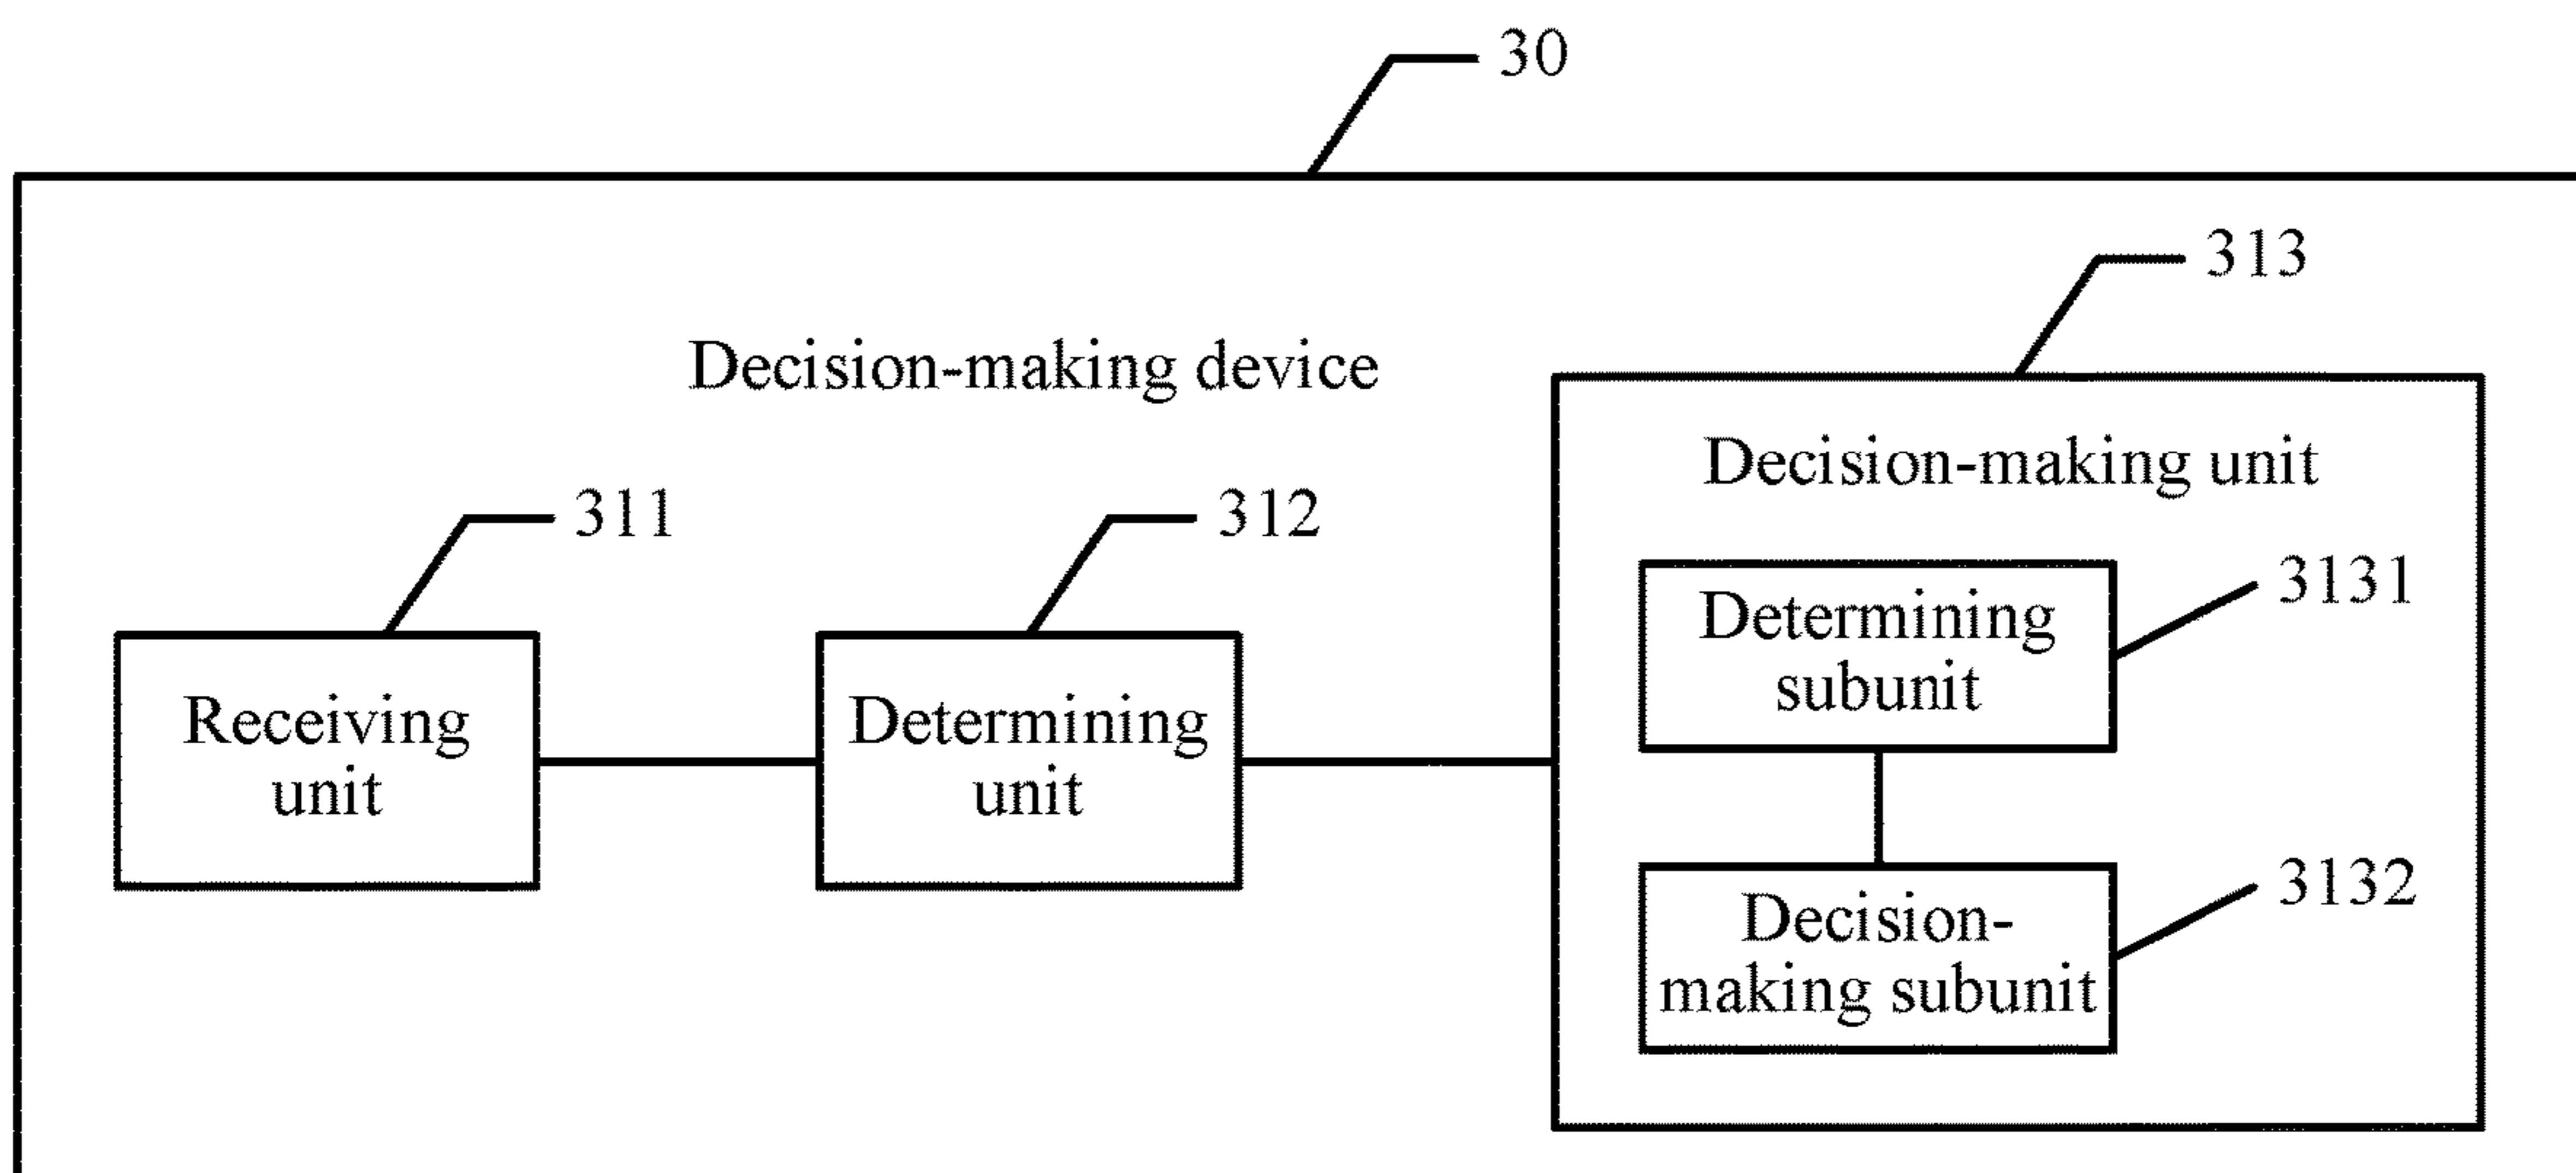 30
313
Decision-making device
Decision-making unit
311
312
3131
Determining
subunit
Receiving
unit
Determining
unit
3132
Decision-
making subunit